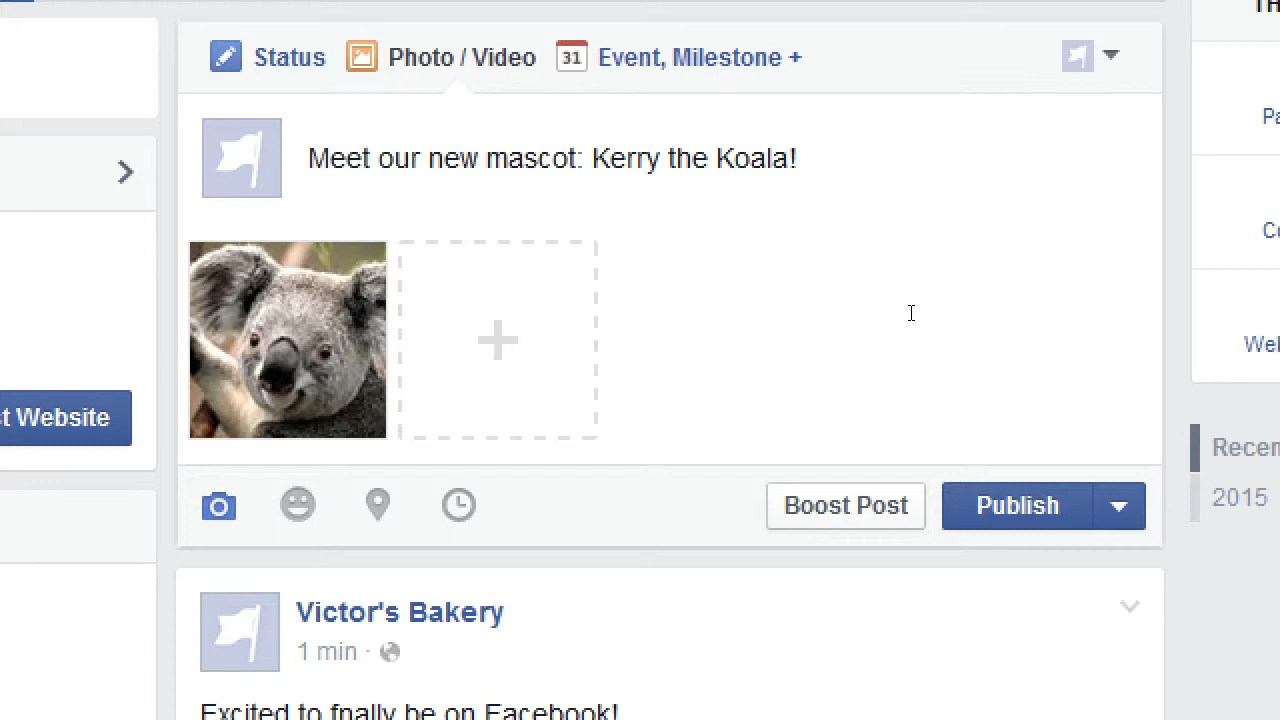 Status
Photo / Video
31
Event, Milestone +
Meet our new mascot: Kerry the Koala!
Website
Boost Post
Publish
2015
Victor's Bakery
1 min ·
Excited to fnally be on Facebook!